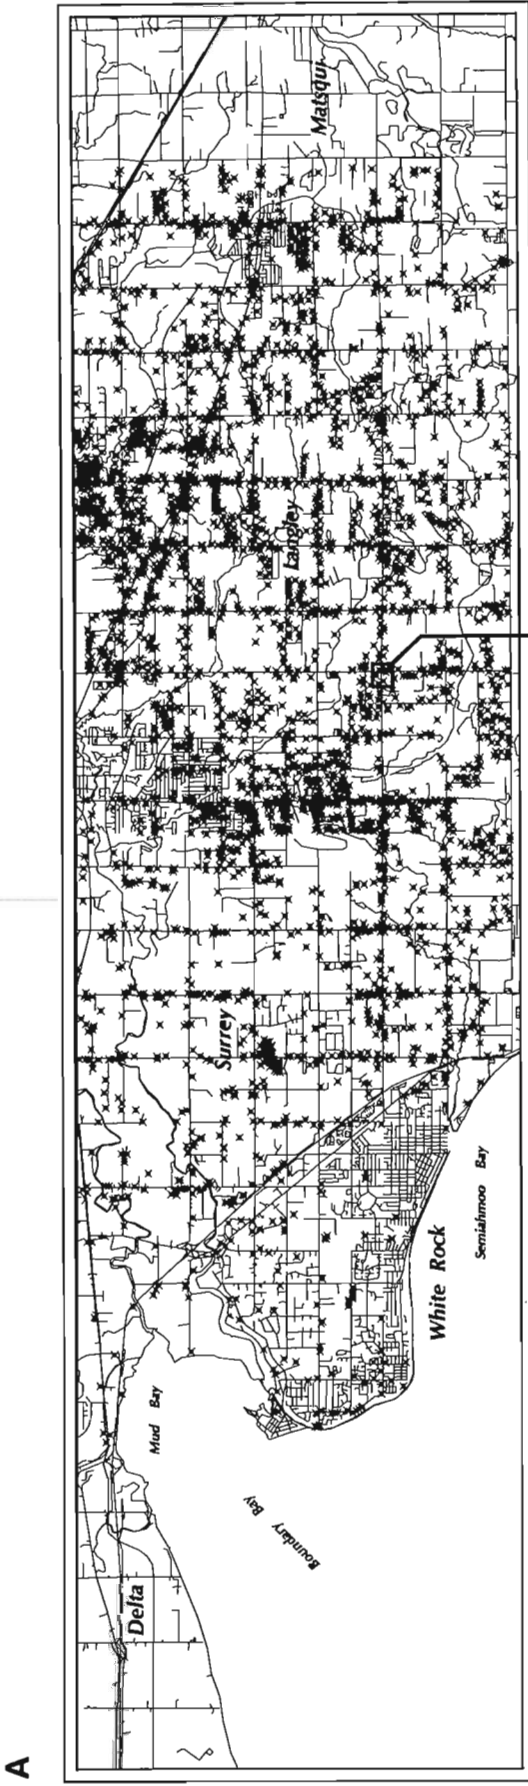 A
Delta
Mud Bay
Boundary Bay
White Rock
Semiahmoo Bay
Surrey
Langley
Matsqui